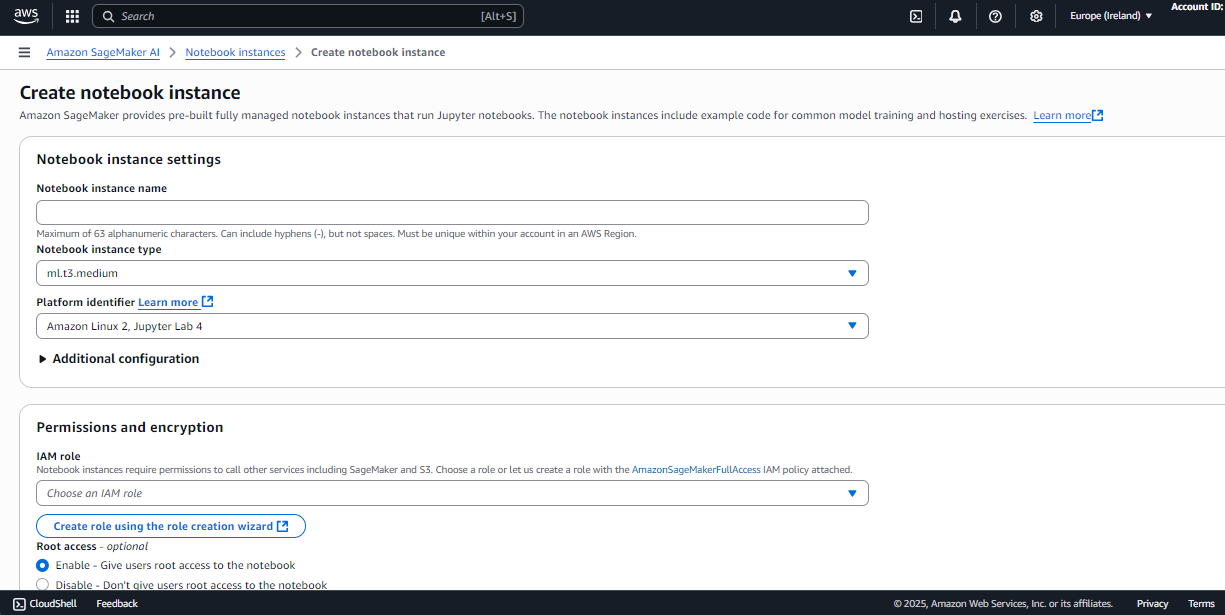 aws Search [Alt+S] Europe (Ireland) Account ID:
Amazon SageMaker AI > Notebook instances > Create notebook instance
Create notebook instance
Amazon SageMaker provides pre-built fully managed notebook instances that run Jupyter notebooks. The notebook instances include example code for common model training and hosting exercises. Learn more
Notebook instance settings
Notebook instance name
Maximum of 63 alphanumeric characters. Can include hyphens (-), but not spaces. Must be unique within your account in an AWS Region.
Notebook instance type
ml.t3.medium
Platform identifier Learn more
Amazon Linux 2, Jupyter Lab 4
Additional configuration
Permissions and encryption
IAM role
Notebook instances require permissions to call other services including SageMaker and S3. Choose a role or let us create a role with the AmazonSageMakerFullAccess IAM policy attached.
Choose an IAM role
Create role using the role creation wizard
Root access - optional
Enable - Give users root access to the notebook
Disable - Don't give users root access to the notebook
CloudShell Feedback © 2025, Amazon Web Services, Inc. or its affiliates. Privacy Terms